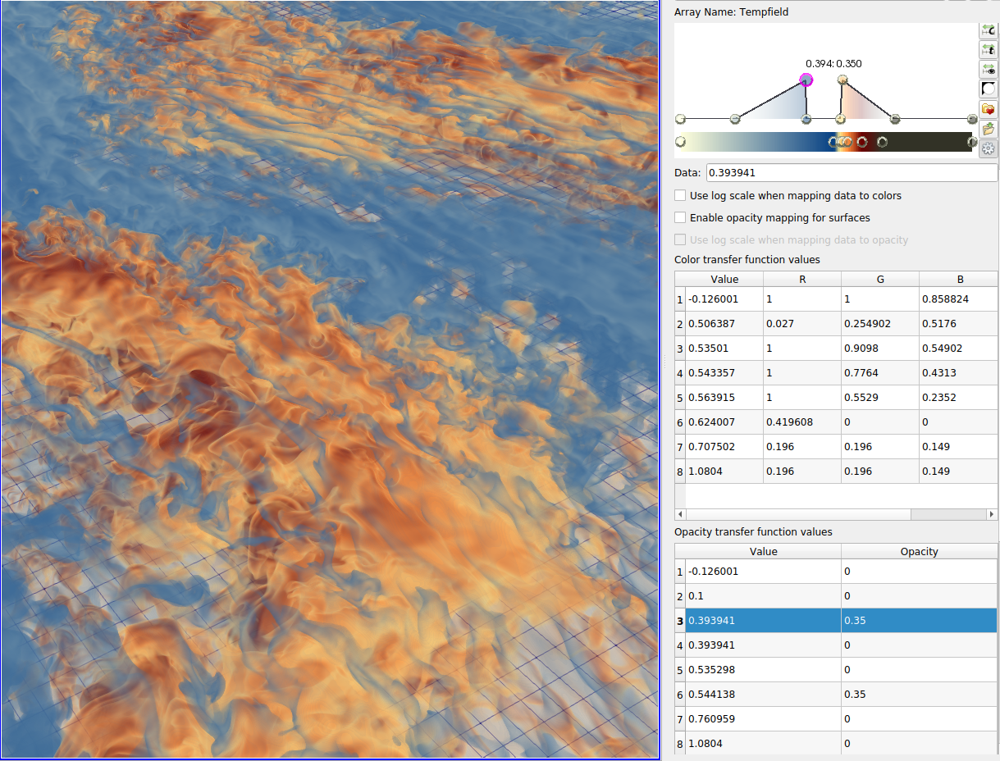 Array Name: Tempfield
0.394: 0.350
Data: 0.393941
Use log scale when mapping data to colors
Enable opacity mapping for surfaces
Use log scale when mapping data to opacity
Color transfer function values
Value R G B
1 -0.126001 1 1 0.858824
2 0.506387 0.027 0.254902 0.5176
3 0.53501 1 0.9098 0.54902
4 0.543357 1 0.7764 0.4313
5 0.563915 1 0.5529 0.2352
6 0.624007 0.419608 0 0
7 0.707502 0.196 0.196 0.149
8 1.0804 0.196 0.196 0.149
Opacity transfer function values
Value Opacity
1 -0.126001 0
2 0.1 0
3 0.393941 0.35
4 0.393941 0
5 0.535298 0
6 0.544138 0.35
7 0.760959 0
8 1.0804 0